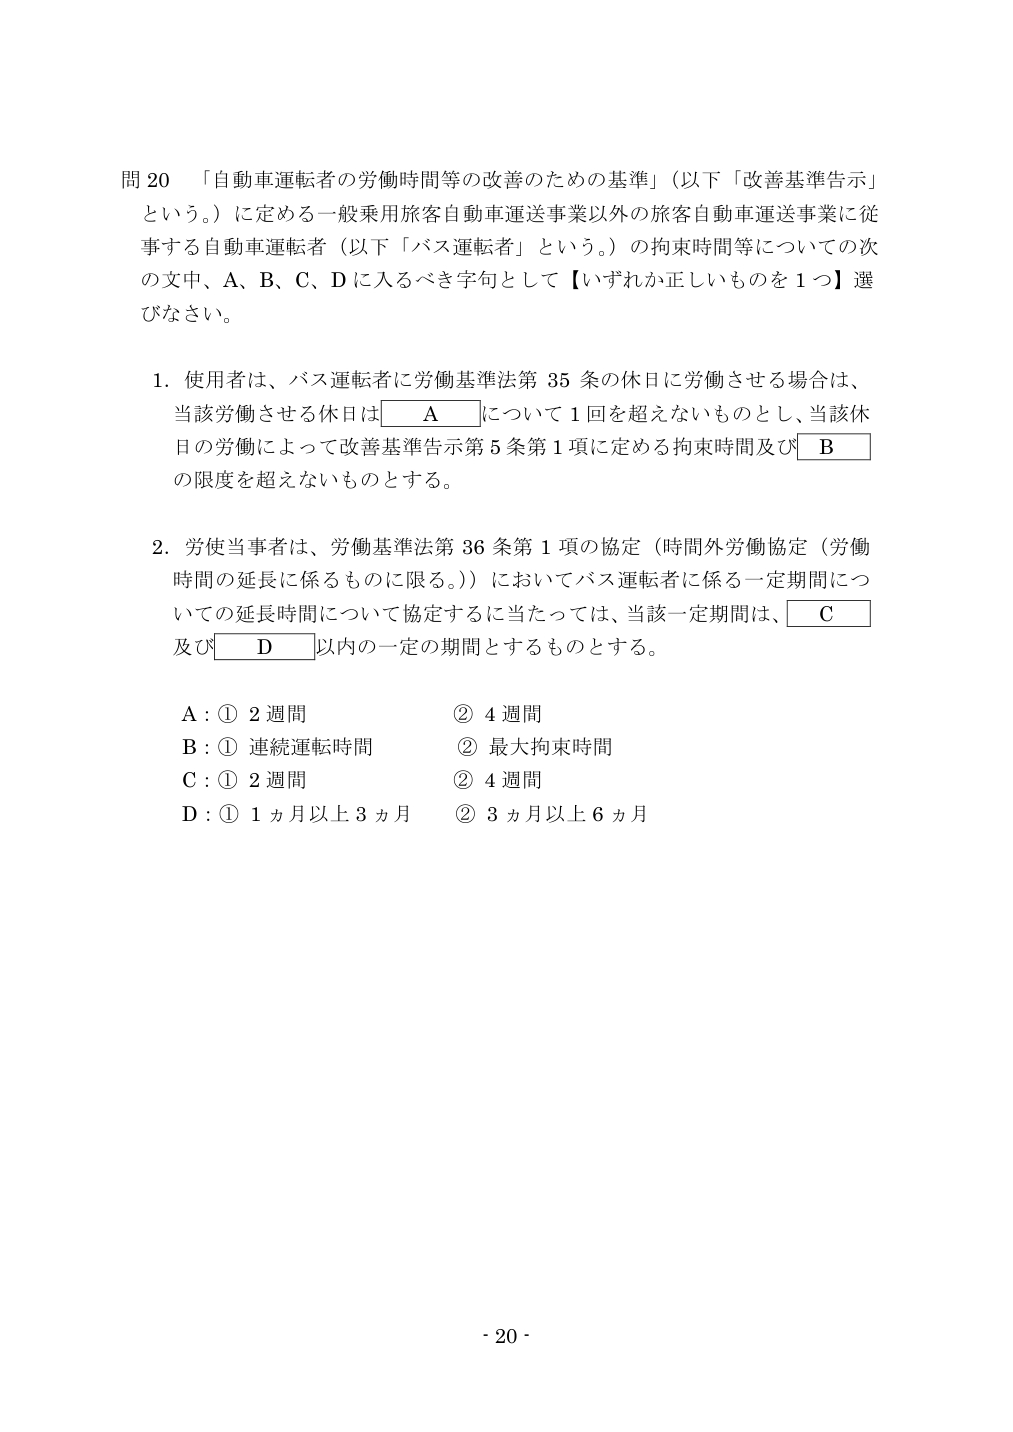 問 20　「自動車運転者の労働時間等の改善のための基準」（以下「改善基準告示」
という。）に定める一般乗用旅客自動車運送事業以外の旅客自動車運送事業に従
事する自動車運転者（以下「バス運転者」という。）の拘束時間等についての次
の文中、A、B、C、D に入るべき字句として【いずれか正しいものを 1 つ】選
びなさい。
1．使用者は、バス運転者に労働基準法第 35 条の休日に労働させる場合は、
当該労働させる休日は A について 1 回を超えないものとし、当該休
日の労働によって改善基準告示第 5 条第 1 項に定める拘束時間及び B
の限度を超えないものとする。
2．労使当事者は、労働基準法第 36 条第 1 項の協定（時間外労働協定（労働
時間の延長に係るものに限る。））においてバス運転者に係る一定期間につ
いての延長時間について協定するに当たっては、当該一定期間は、 C
及び D 以内の一定の期間とするものとする。
A：① 2 週間　② 4 週間
B：① 連続運転時間　② 最大拘束時間
C：① 2 週間　② 4 週間
D：① 1 ヵ月以上 3 ヵ月　② 3 ヵ月以上 6 ヵ月
- 20 -